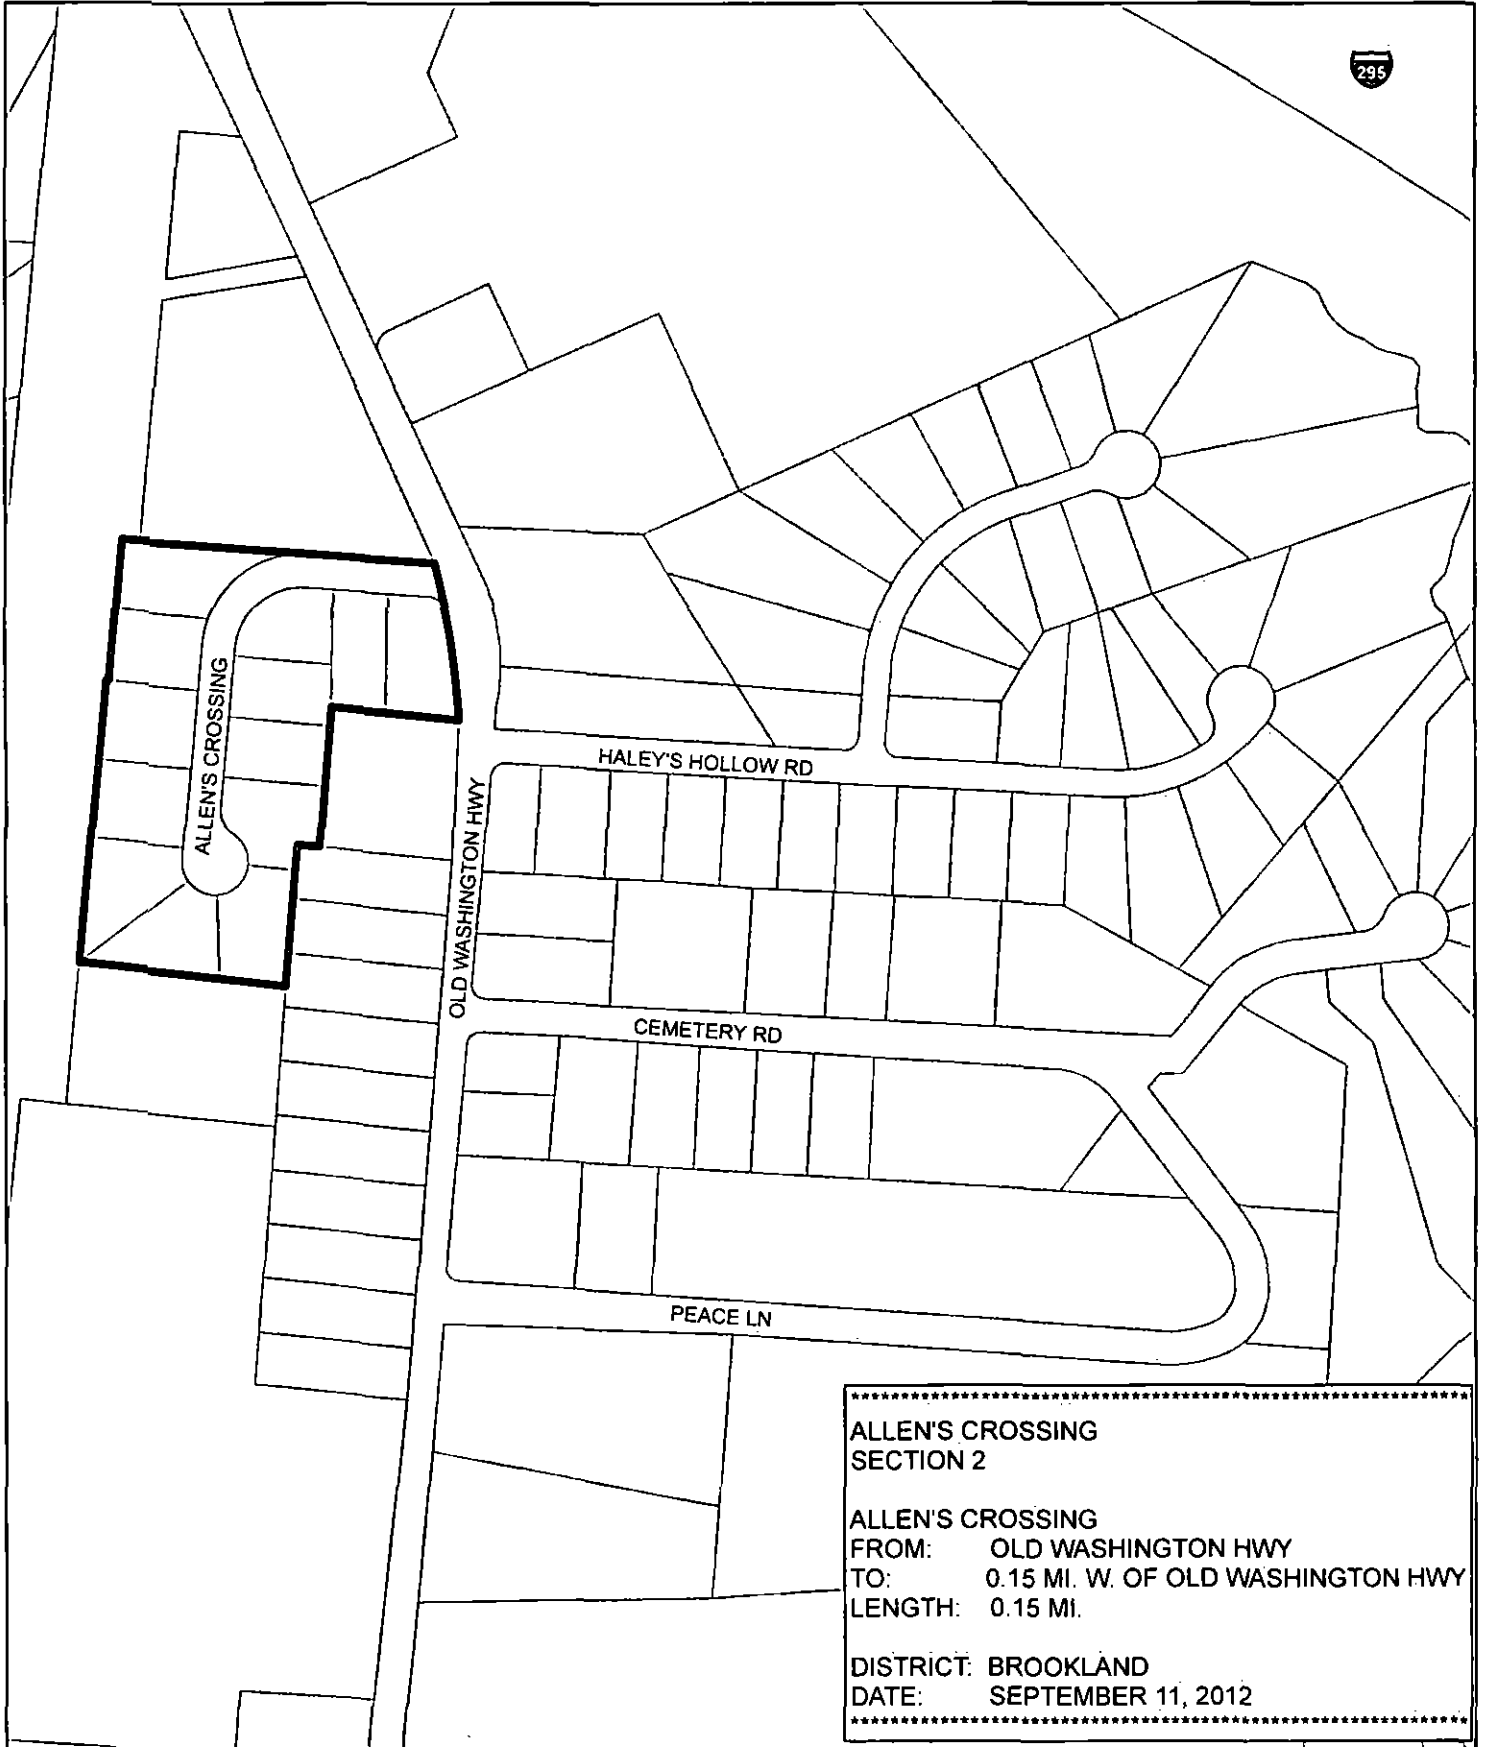 295
ALLEN'S CROSSING
HALEY'S HOLLOW RD
OLD WASHINGTON HWY
CEMETERY RD
PEACE LN
****************************************************************
ALLEN'S CROSSING
SECTION 2
ALLEN'S CROSSING
FROM: OLD WASHINGTON HWY
TO: 0.15 MI. W. OF OLD WASHINGTON HWY
LENGTH: 0.15 MI.
DISTRICT: BROOKLAND
DATE: SEPTEMBER 11, 2012
****************************************************************